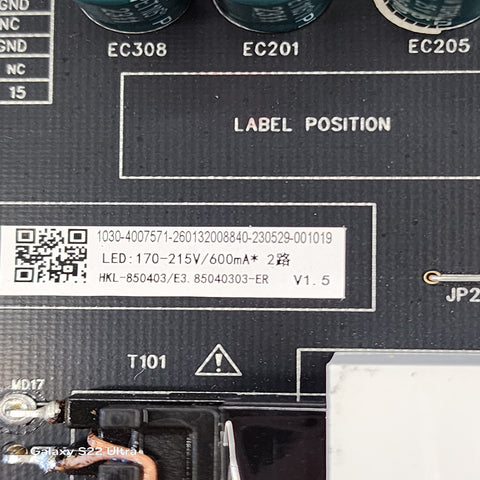 NC
GND
NC
15
EC308
EC201
EC205
LABEL POSITION
1030-4007571-260132008840-230529-001019
LED:170-215V/600mA* 2路
HKL-850403/E3.85040303-ER V1.5
JP2
T101
MD17
Galaxy S22 Ultra